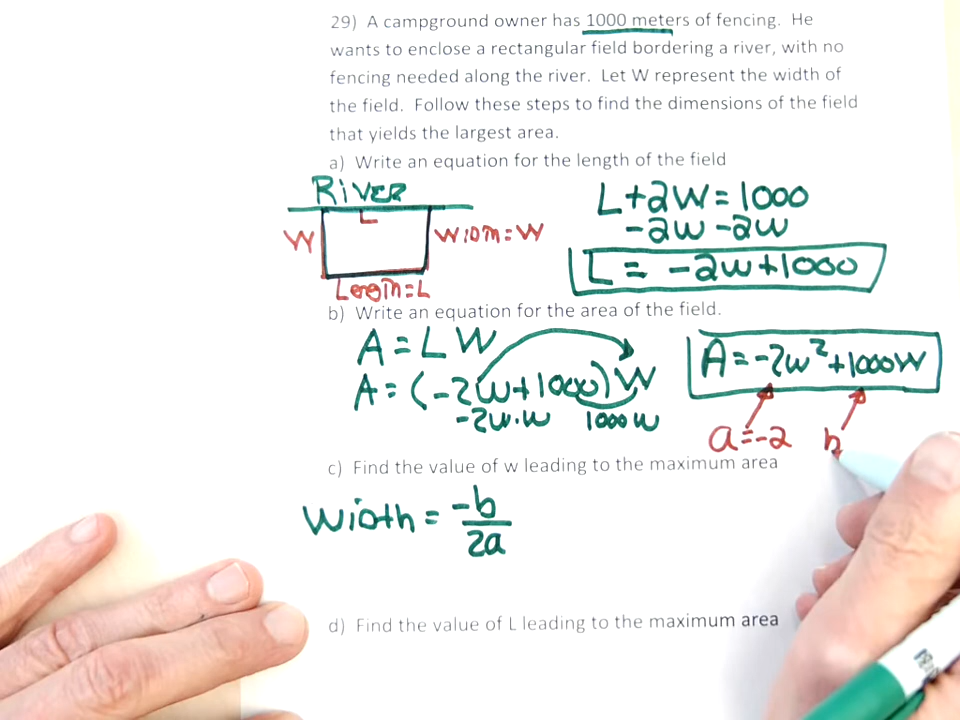 29) A campground owner has 1000 meters of fencing. He
wants to enclose a rectangular field bordering a river, with no
fencing needed along the river. Let W represent the width of
the field. Follow these steps to find the dimensions of the field
that yields the largest area.
a) Write an equation for the length of the field
RiVER
L
W
WiDTh=W
Length=L
L+2W=1000
-2w -2w
L = -2w+1000
b) Write an equation for the area of the field.
A=LW
A=(-2w+1000)W
-2w·w 1000w
A=-2w²+1000W
a=-2 b
c) Find the value of w leading to the maximum area
Width = -b/2a
d) Find the value of L leading to the maximum area